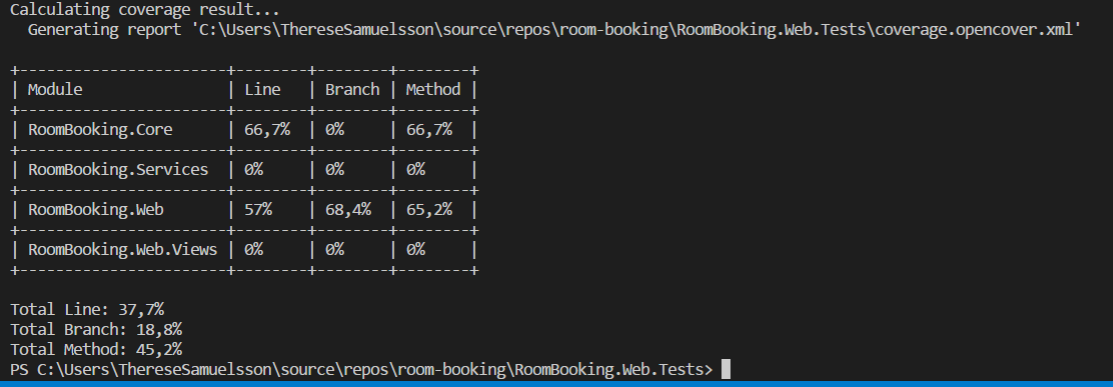 Calculating coverage result...
  Generating report 'C:\Users\ThereseSamuelsson\source\repos\room-booking\RoomBooking.Web.Tests\coverage.opencover.xml'

+-----------------------+--------+--------+--------+
| Module                | Line   | Branch | Method |
+-----------------------+--------+--------+--------+
| RoomBooking.Core      | 66,7%  | 0%     | 66,7%  |
+-----------------------+--------+--------+--------+
| RoomBooking.Services  | 0%     | 0%     | 0%     |
+-----------------------+--------+--------+--------+
| RoomBooking.Web       | 57%    | 68,4%  | 65,2%  |
+-----------------------+--------+--------+--------+
| RoomBooking.Web.Views | 0%     | 0%     | 0%     |
+-----------------------+--------+--------+--------+

Total Line: 37,7%
Total Branch: 18,8%
Total Method: 45,2%
PS C:\Users\ThereseSamuelsson\source\repos\room-booking\RoomBooking.Web.Tests>